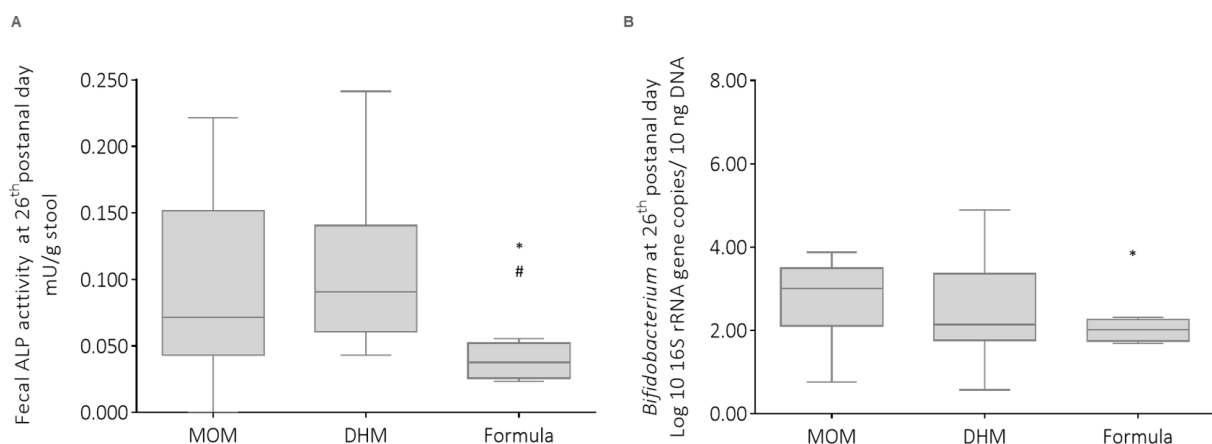 A
Fecal ALP acttivity at 26th postanal day
mU/g stool
0.250
0.200
0.150
0.100
0.050
0.000
*
#
MOM
DHM
Formula
B
Bifidobacterium at 26th postanal day
Log 10 16S rRNA gene copies/ 10 ng DNA
8.00
6.00
4.00
2.00
0.00
*
MOM
DHM
Formula